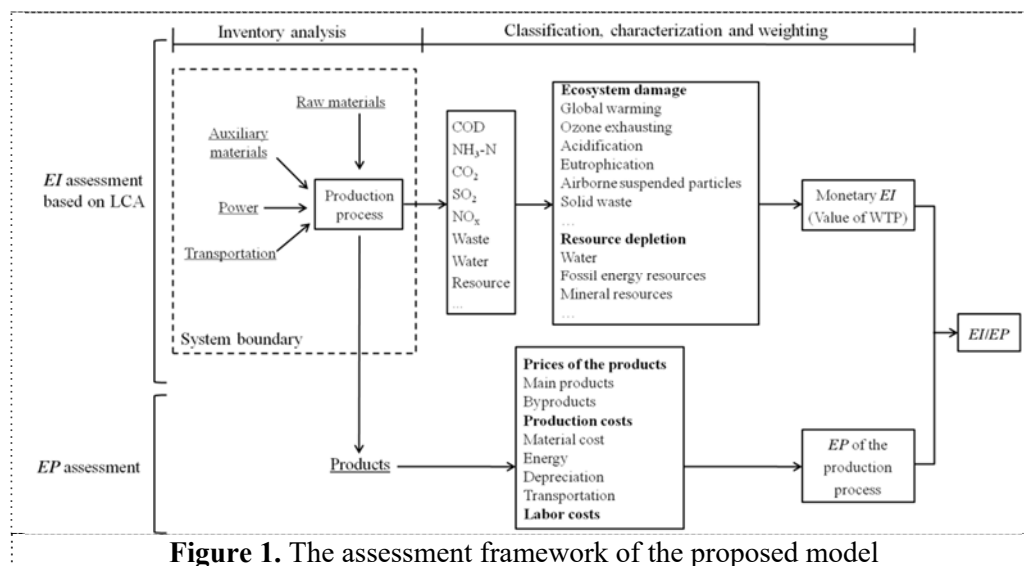 Inventory analysis
Classification, characterization and weighting
EI assessment
based on LCA
Raw materials
Auxiliary
materials
Power
Transportation
Production
process
System boundary
COD
NH₃-N
CO₂
SO₂
NOₓ
Waste
Water
Resource
...
Ecosystem damage
Global warming
Ozone exhausting
Acidification
Eutrophication
Airborne suspended particles
Solid waste
...
Resource depletion
Water
Fossil energy resources
Mineral resources
...
Monetary EI
(Value of WTP)
EI/EP
EP assessment
Products
Prices of the products
Main products
Byproducts
Production costs
Material cost
Energy
Depreciation
Transportation
Labor costs
EP of the
production
process
Figure 1. The assessment framework of the proposed model